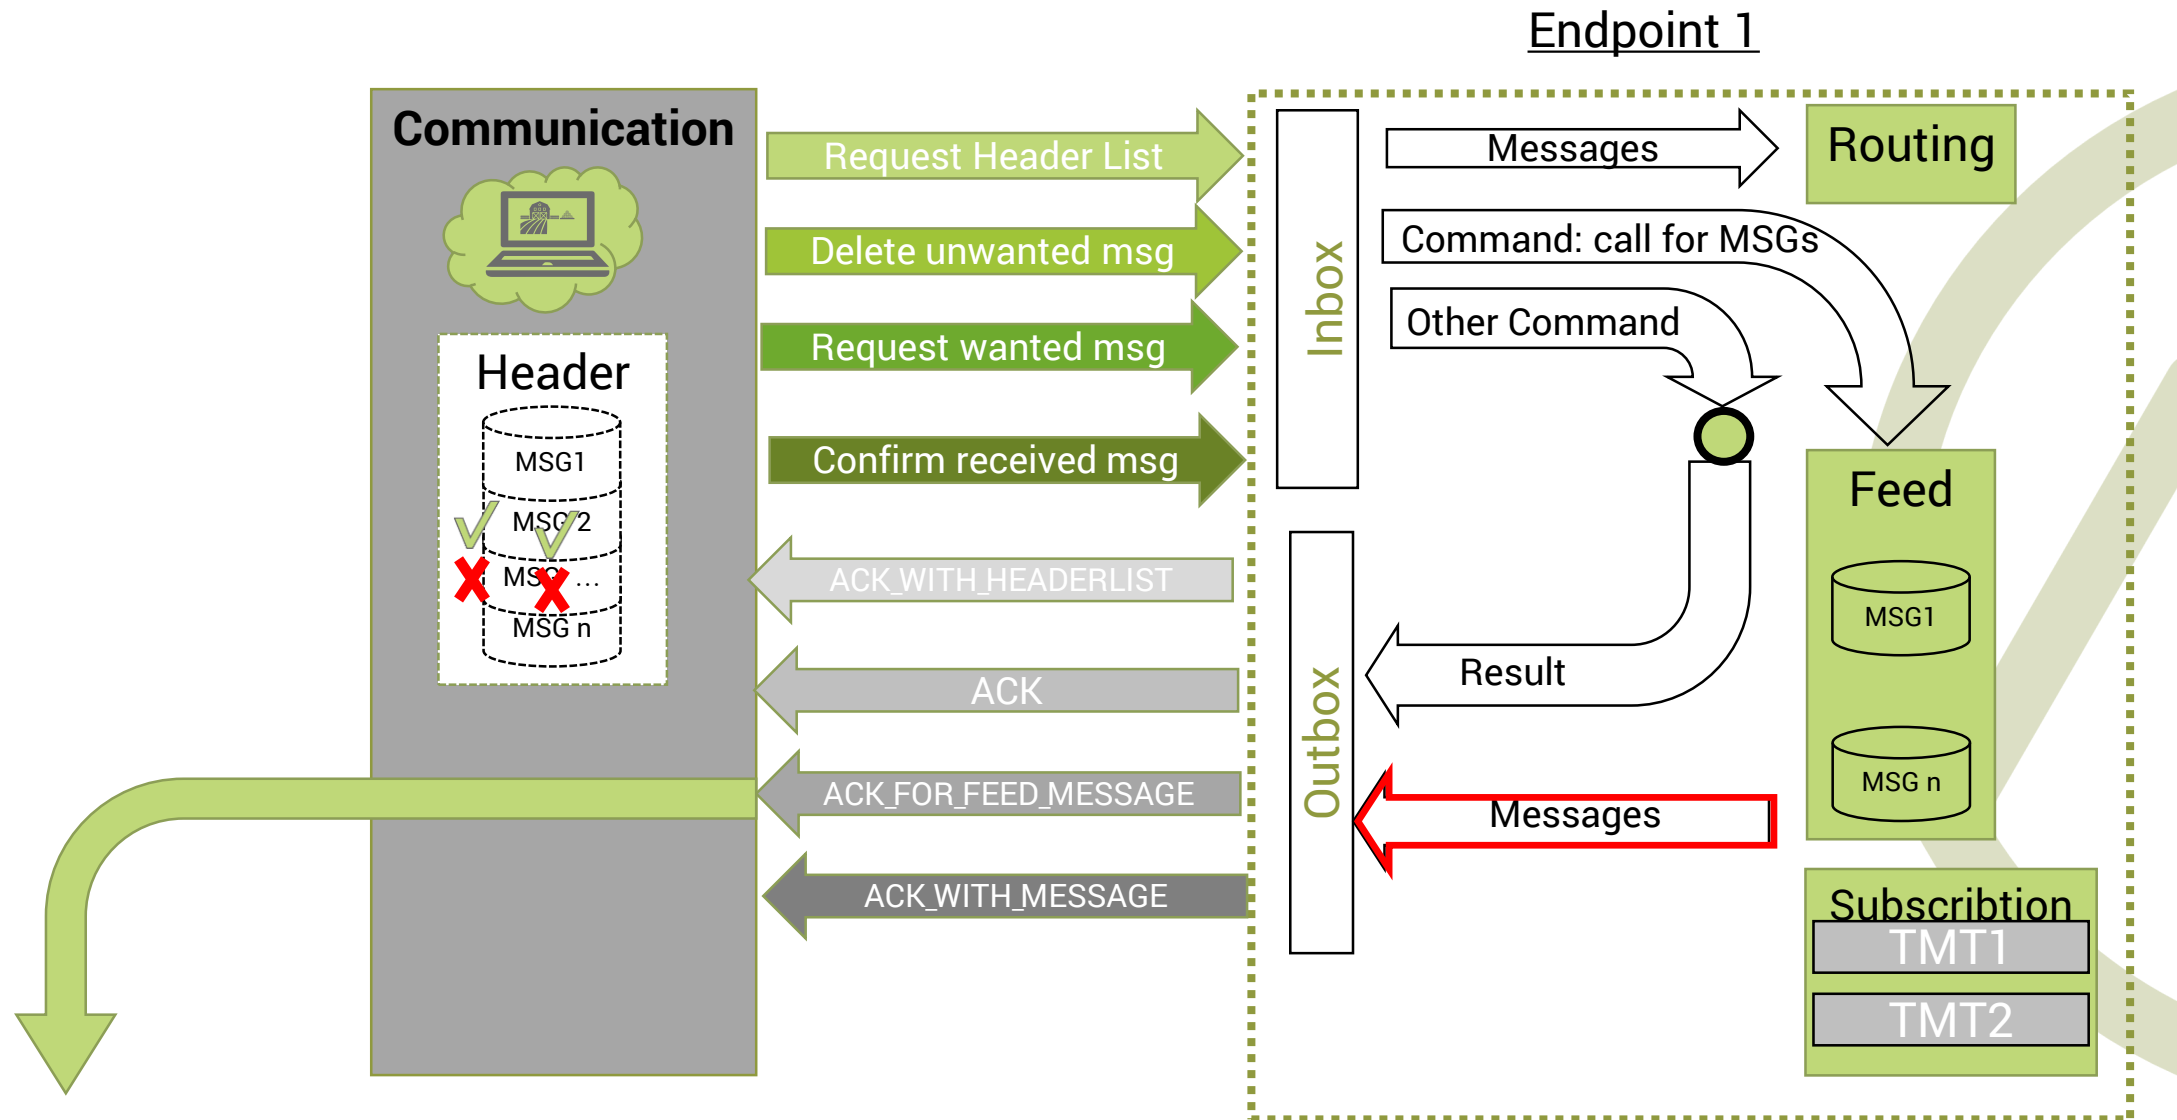 Endpoint 1
Communication
Header
MSG1
MSG 2
MSG ...
MSG n
Request Header List
Delete unwanted msg
Request wanted msg
Confirm received msg
ACK_WITH_HEADERLIST
ACK
ACK_FOR_FEED_MESSAGE
ACK_WITH_MESSAGE
Inbox
Outbox
Messages
Command: call for MSGs
Other Command
Result
Messages
Routing
Feed
MSG1
MSG n
Subscribtion
TMT1
TMT2